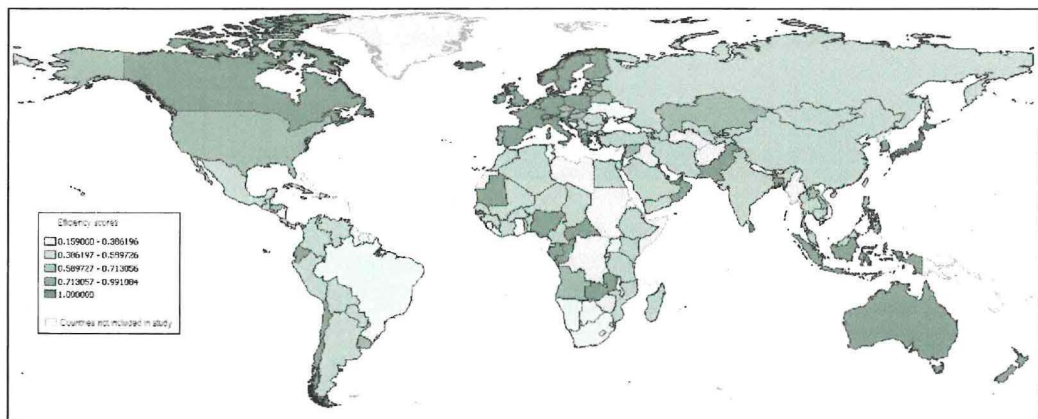 Efficiency scores
0.159000 - 0.386196
0.386197 - 0.589726
0.589727 - 0.713056
0.713057 - 0.991084
1.000000
Countries not included in study